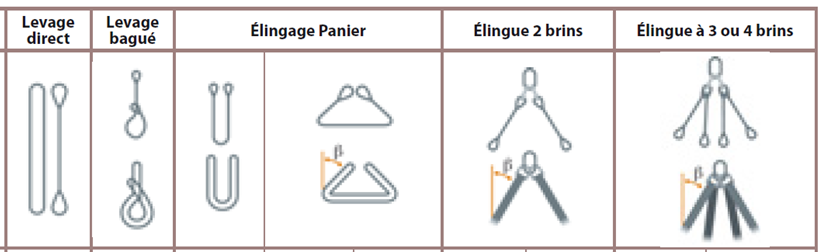 Levage
direct
Levage
bagué
Élingage Panier
Élingue 2 brins
Élingue à 3 ou 4 brins
β
β
β